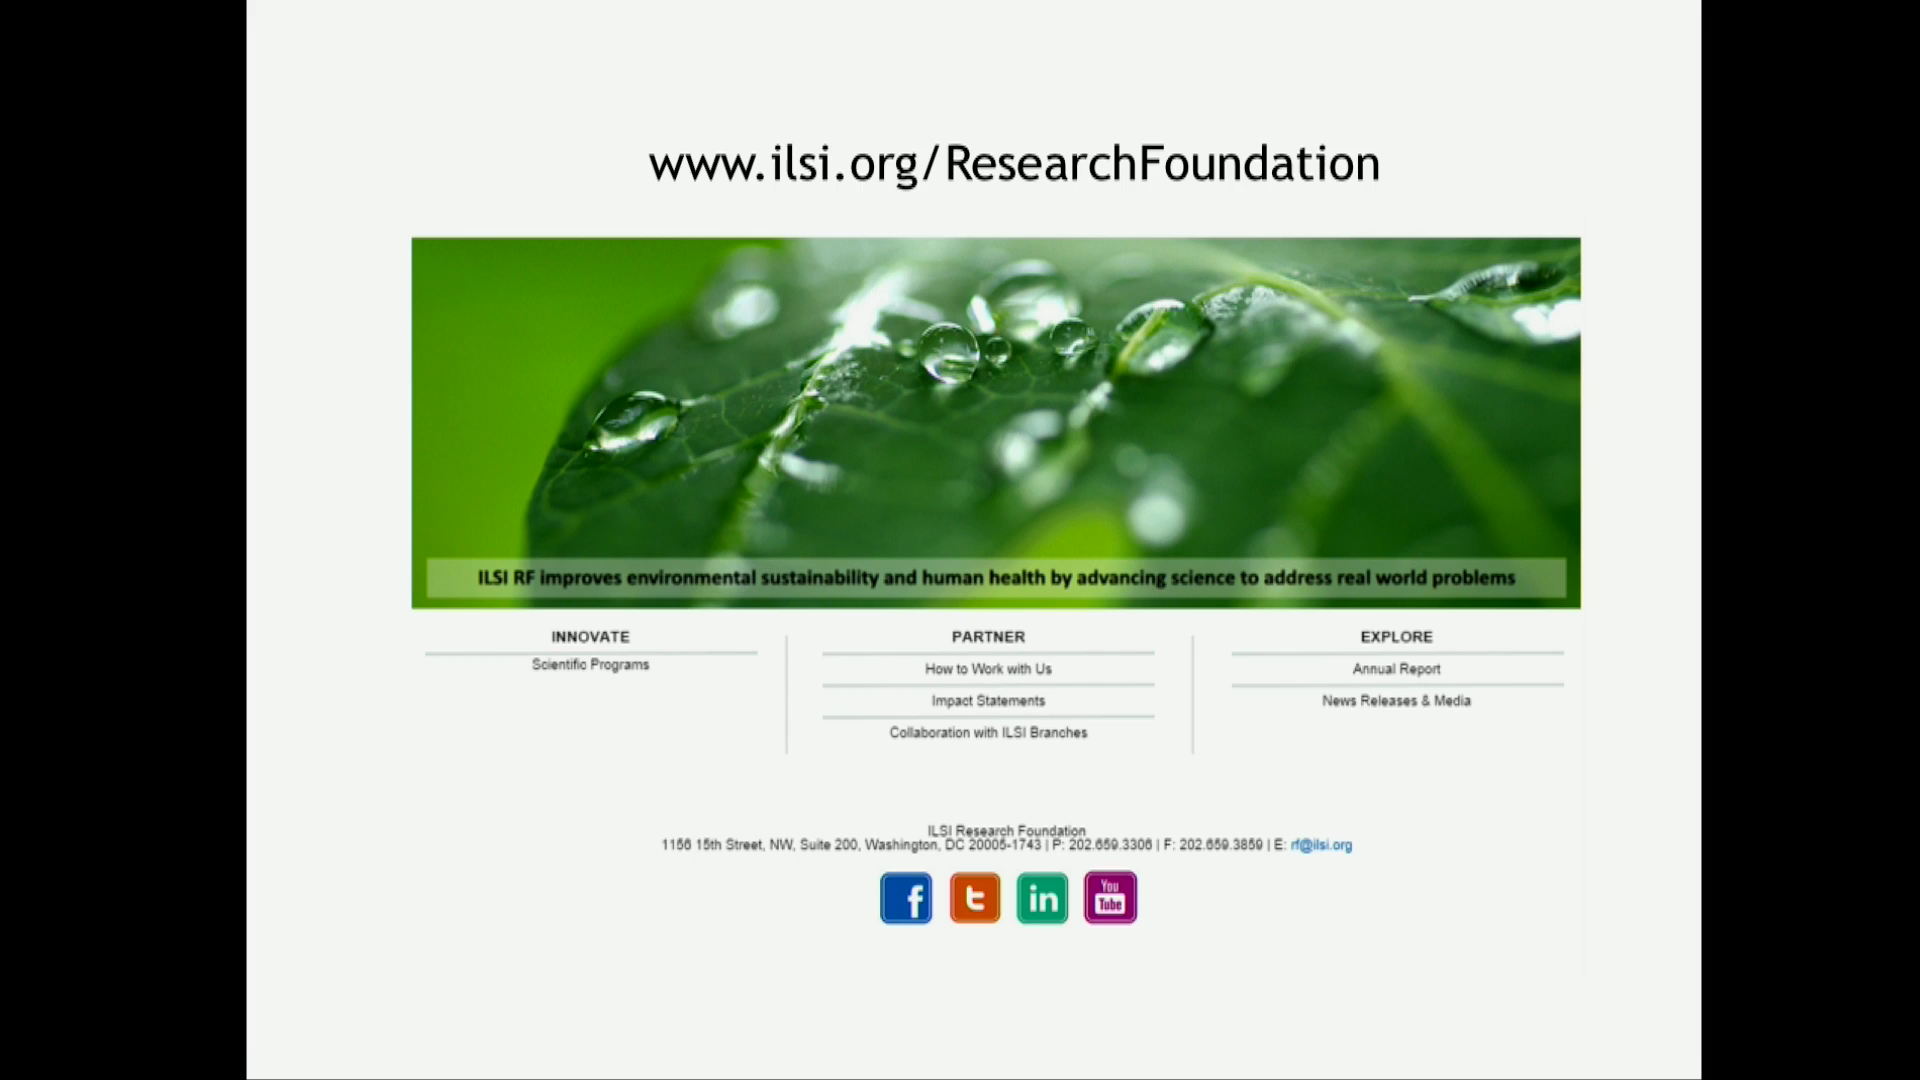 www.ilsi.org/ResearchFoundation
ILSI RF improves environmental sustainability and human health by advancing science to address real world problems
INNOVATE
Scientific Programs
PARTNER
How to Work with Us
Impact Statements
Collaboration with ILSI Branches
EXPLORE
Annual Report
News Releases & Media
ILSI Research Foundation
1156 15th Street, NW, Suite 200, Washington, DC 20005-1743 | P: 202.659.3306 | F: 202.659.3859 | E: rf@ilsi.org
f
t
in
You
Tube